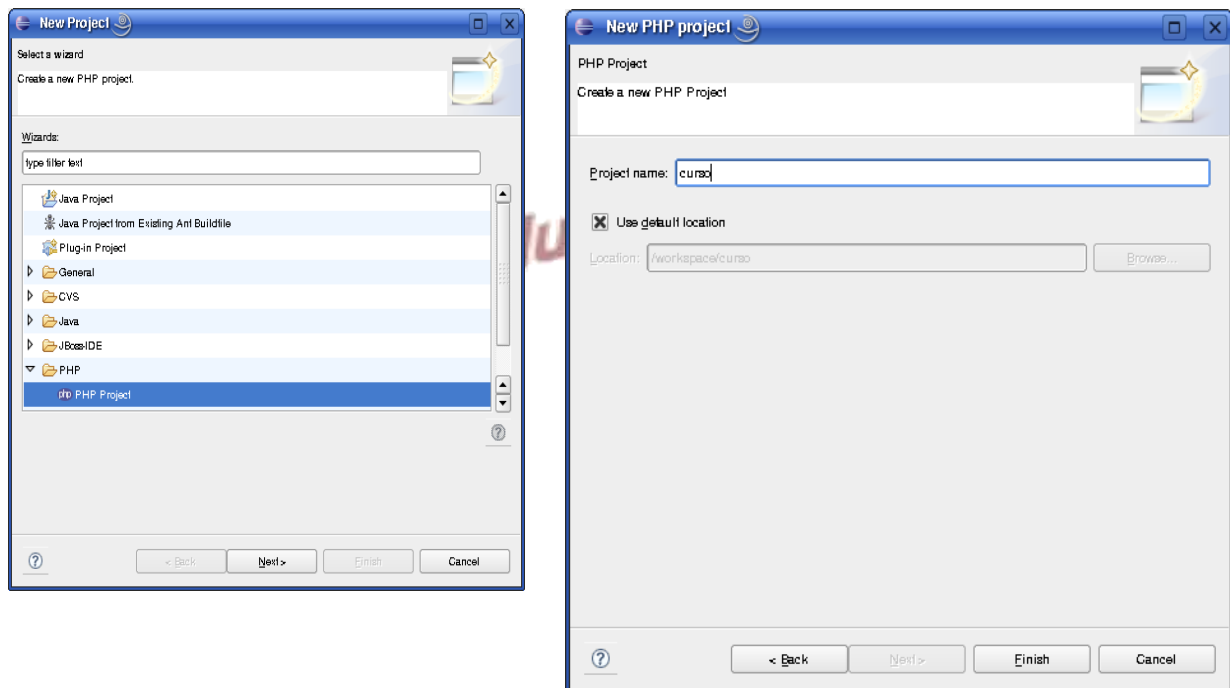 New Project
Select a wizard
Create a new PHP project.
Wizards:
type filter text
Java Project
Java Project from Existing Ant Buildfile
Plug-in Project
General
CVS
Java
JBoss-IDE
PHP
php PHP Project
?
?
< Back
Next >
Finish
Cancel
New PHP project
PHP Project
Create a new PHP Project
Project name: curso
Use default location
Location: /workspace/curso
Browse...
?
< Back
Next >
Finish
Cancel